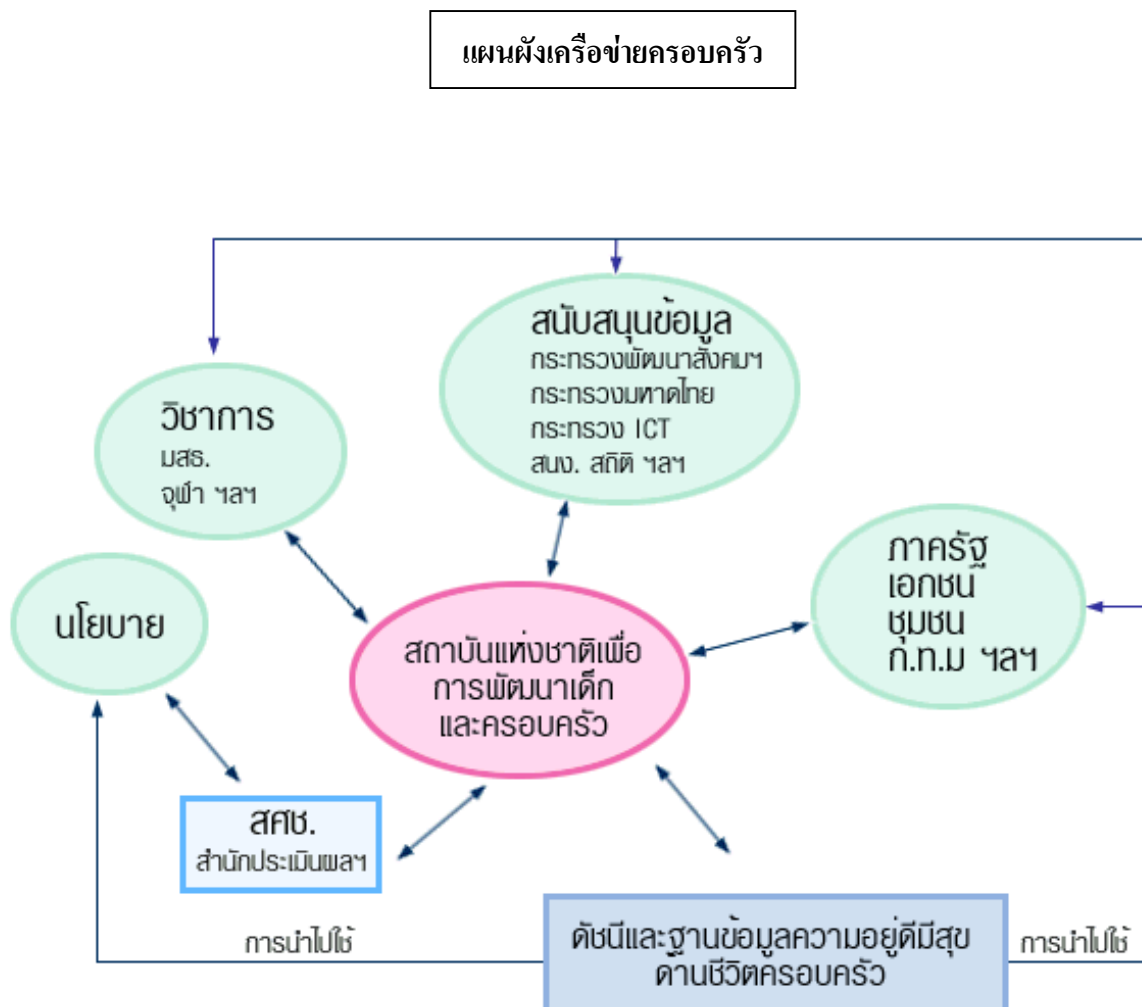 แผนผังเครือข่ายครอบครัว
สนับสนุนข้อมูล
กระทรวงพัฒนาสังคมฯ
กระทรวงมหาดไทย
กระทรวง ICT
สนง. สถิติ ฯลฯ
วิชาการ
มสธ.
จุฬา ฯลฯ
ภาครัฐ
เอกชน
ชุมชน
ก.ท.ม ฯลฯ
นโยบาย
สถาบันแห่งชาติเพื่อ
การพัฒนาเด็ก
และครอบครัว
สศช.
สำนักประเมินผลฯ
การนำไปใช้
ดัชนีและฐานข้อมูลความอยู่ดีมีสุข
ดานชีวิตครอบครัว
การนำไปใช้